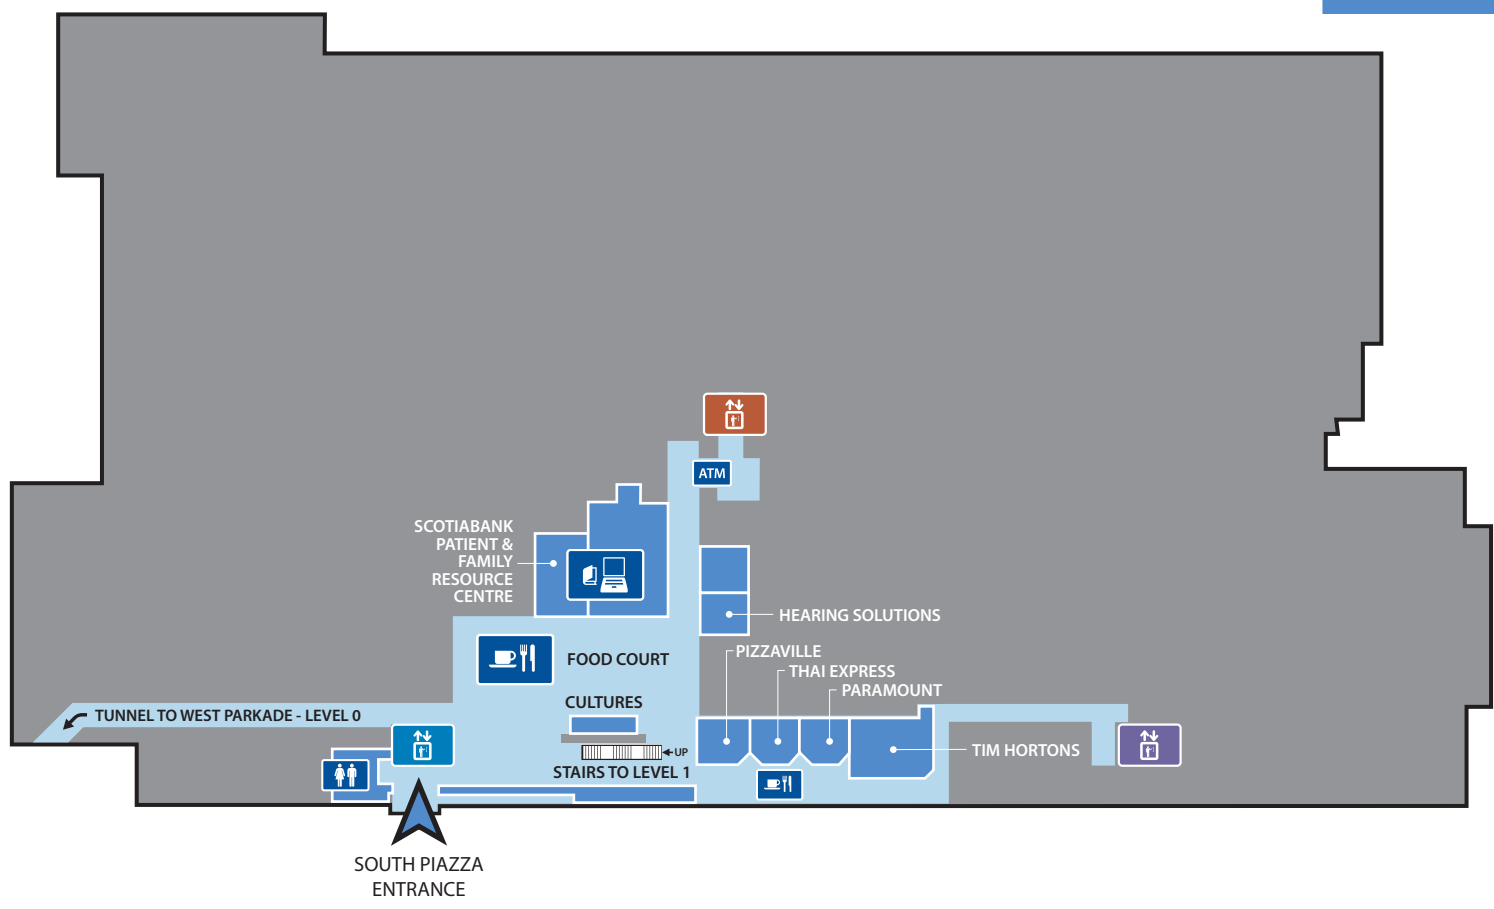 ATM
SCOTIABANK
PATIENT &
FAMILY
RESOURCE
CENTRE
HEARING SOLUTIONS
PIZZAVILLE
FOOD COURT
THAI EXPRESS
PARAMOUNT
CULTURES
TUNNEL TO WEST PARKADE - LEVEL 0
UP
TIM HORTONS
STAIRS TO LEVEL 1
SOUTH PIAZZA
ENTRANCE